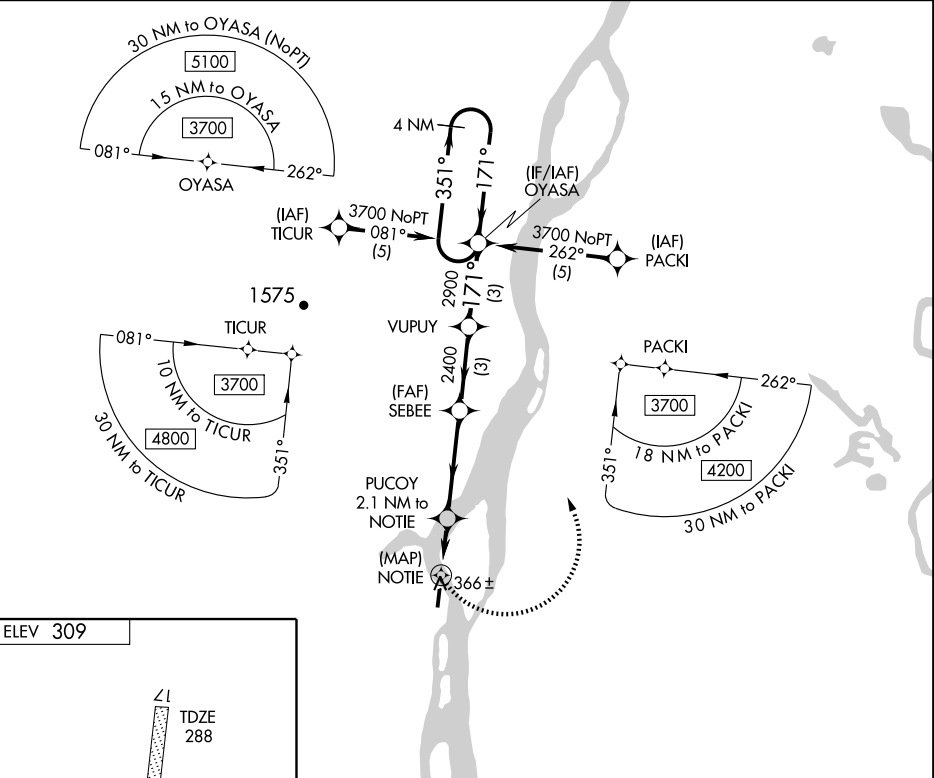 30 NM to OYASA (NoPT)
5100
15 NM to OYASA
3700
081°
262°
OYASA
4 NM
351°
171°
(IF/IAF)
OYASA
(IAF)
TICUR
3700 NoPT
081°
(5)
3700 NoPT
262°
(5)
(IAF)
PACKI
2900
171°
(3)
1575
VUPUY
2400
(3)
081°
TICUR
3700
10 NM to TICUR
4800
30 NM to TICUR
351°
PACKI
262°
3700
18 NM to PACKI
4200
351°
30 NM to PACKI
(FAF)
SEBEE
PUCOY
2.1 NM to
NOTIE
(MAP)
NOTIE
366 ±
ELEV 309
17
TDZE
288